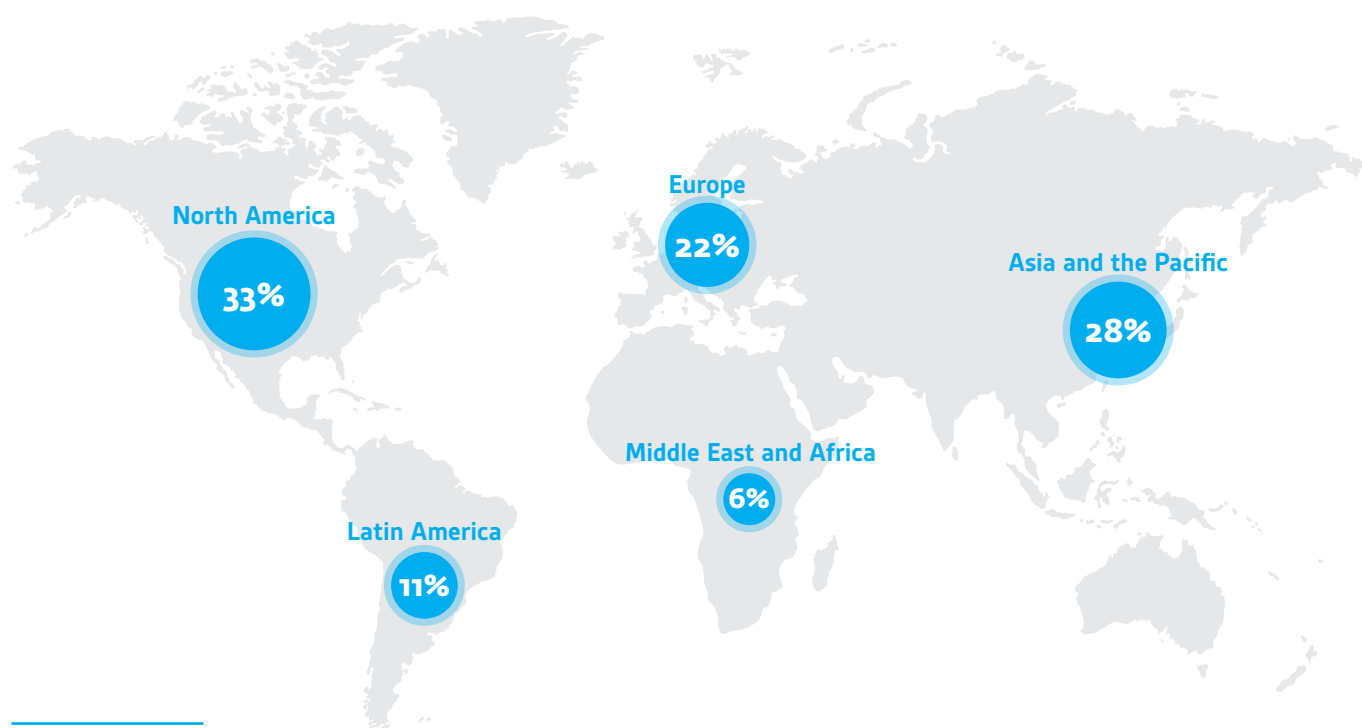 Europe
22%
North America
33%
Asia and the Pacific
28%
Middle East and Africa
6%
Latin America
11%